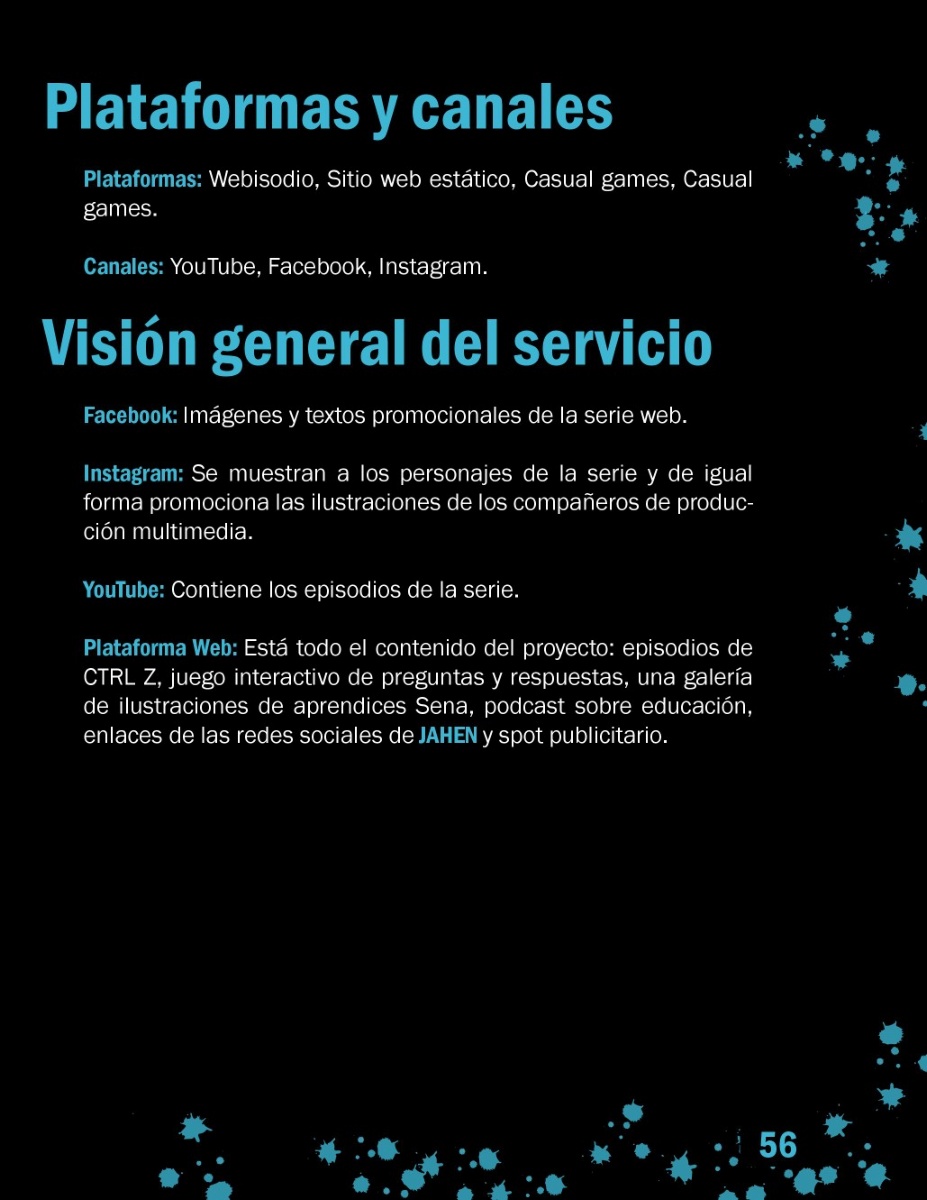 Plataformas y canales
Plataformas: Webisodio, Sitio web estático, Casual games, Casual
games.
Canales: YouTube, Facebook, Instagram.
Visión general del servicio
Facebook: Imágenes y textos promocionales de la serie web.
Instagram: Se muestran a los personajes de la serie y de igual
forma promociona las ilustraciones de los compañeros de produc-
ción multimedia.
YouTube: Contiene los episodios de la serie.
Plataforma Web: Está todo el contenido del proyecto: episodios de
CTRL Z, juego interactivo de preguntas y respuestas, una galería
de ilustraciones de aprendices Sena, podcast sobre educación,
enlaces de las redes sociales de JAHEN y spot publicitario.
56